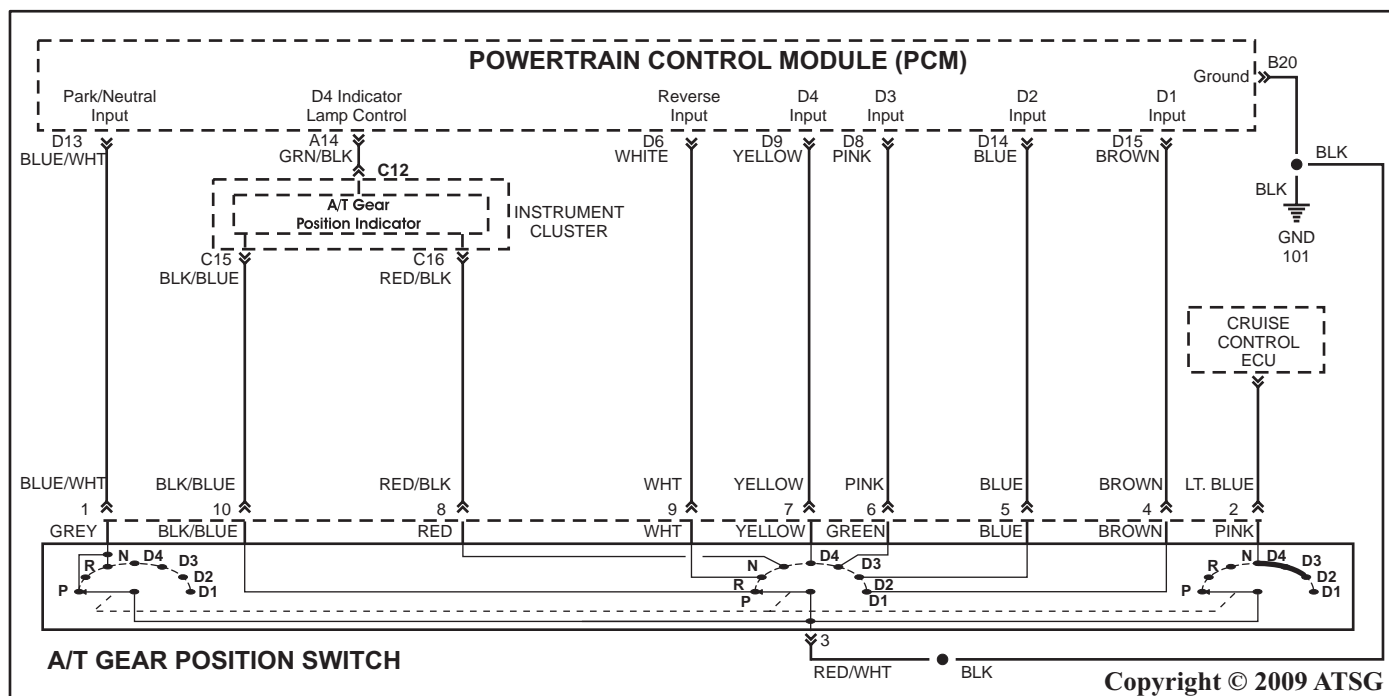 POWERTRAIN CONTROL MODULE (PCM)
B20
Ground
Park/Neutral
Input
D4 Indicator
Lamp Control
Reverse
Input
D4
Input
D3
Input
D2
Input
D1
Input
D13
BLUE/WHT
A14
GRN/BLK
D6
WHITE
D9
YELLOW
D8
PINK
D14
BLUE
D15
BROWN
BLK
BLK
GND
101
C12
A/T Gear
Position Indicator
INSTRUMENT
CLUSTER
C15
BLK/BLUE
C16
RED/BLK
CRUISE
CONTROL
ECU
BLUE/WHT BLK/BLUE RED/BLK WHT YELLOW PINK BLUE BROWN LT. BLUE
1 10 8 9 7 6 5 4 2
GREY BLK/BLUE RED WHT YELLOW GREEN BLUE BROWN PINK
P R N D4 D3 D2 D1
P R N D4 D3 D2 D1
P R N D4 D3 D2 D1
3
A/T GEAR POSITION SWITCH
RED/WHT BLK
Copyright © 2009 ATSG